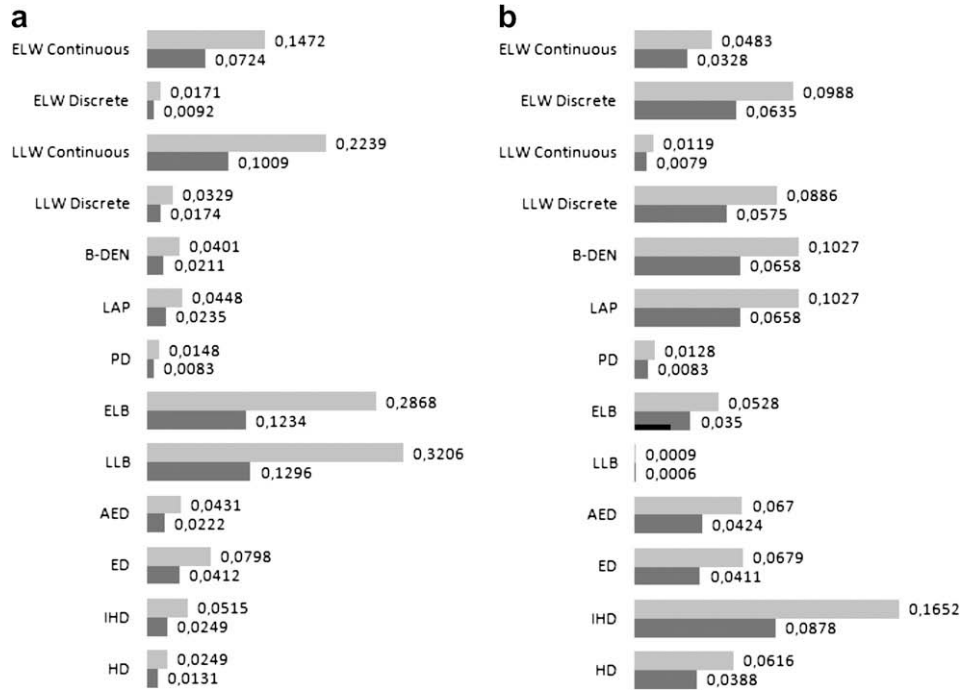 a
ELW Continuous 0,1472
0,0724
ELW Discrete 0,0171
0,0092
LLW Continuous 0,2239
0,1009
LLW Discrete 0,0329
0,0174
B-DEN 0,0401
0,0211
LAP 0,0448
0,0235
PD 0,0148
0,0083
ELB 0,2868
0,1234
LLB 0,3206
0,1296
AED 0,0431
0,0222
ED 0,0798
0,0412
IHD 0,0515
0,0249
HD 0,0249
0,0131
b
ELW Continuous 0,0483
0,0328
ELW Discrete 0,0988
0,0635
LLW Continuous 0,0119
0,0079
LLW Discrete 0,0886
0,0575
B-DEN 0,1027
0,0658
LAP 0,1027
0,0658
PD 0,0128
0,0083
ELB 0,0528
0,035
LLB 0,0009
0,0006
AED 0,067
0,0424
ED 0,0679
0,0411
IHD 0,1652
0,0878
HD 0,0616
0,0388